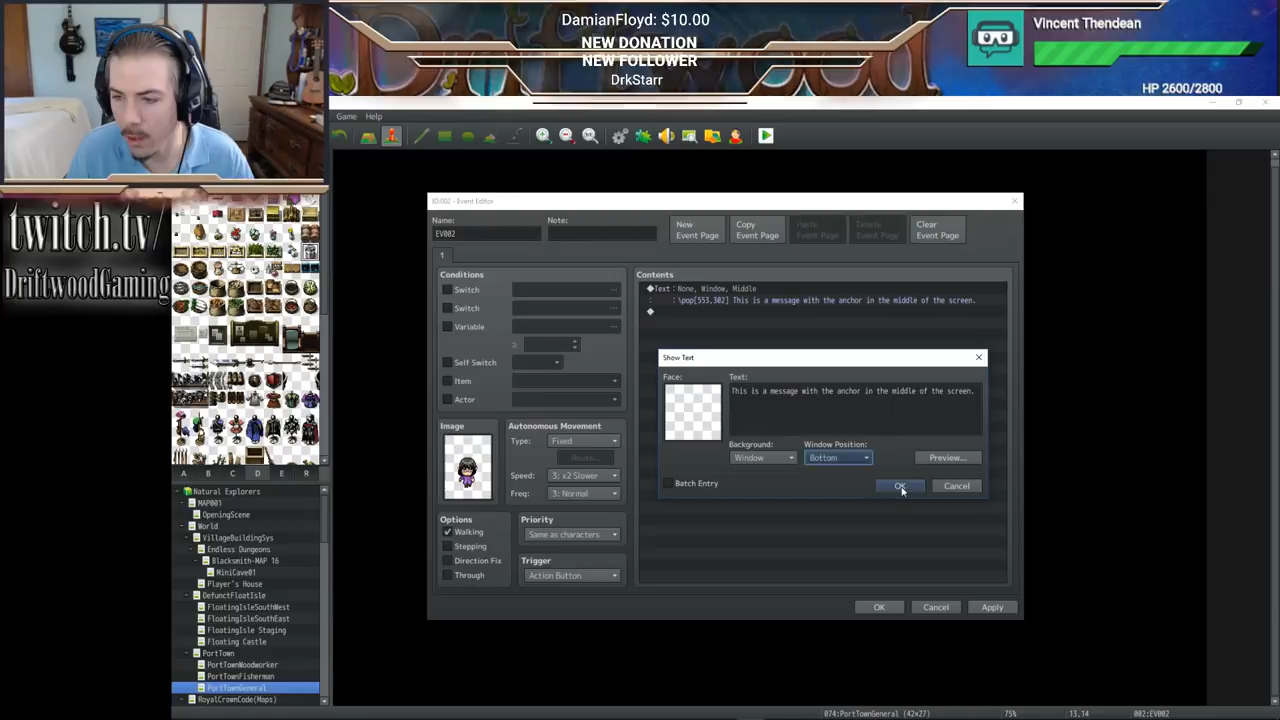 DamianFloyd: $10.00
NEW DONATION
NEW FOLLOWER
DrkStarr
Vincent Thendean
HP 2600/2800
Game Help
twitch.tv/
DriftwoodGaming
A B C D E R
Natural Explorers
MAP001
OpeningScene
World
VillageBuildingSys
Endless Dungeons
Blacksmith-MAP 16
MiniCave01
Player's House
DefunctFloatIsle
FloatingIsleSouthWest
FloatingIsleSouthEast
FloatingIsle Staging
Floating Castle
PortTown
PortTownWoodworker
PortTownFisherman
PortTownGeneral
RoyalCrownCode(Maps)
ID:002 - Event Editor
Name:
EV002
Note:
New Event Page
Copy Event Page
Paste Event Page
Delete Event Page
Clear Event Page
1
Conditions
Switch
Switch
Variable
≥
Self Switch
Item
Actor
Image
Autonomous Movement
Type: Fixed
Route...
Speed: 3: x2 Slower
Freq: 3: Normal
Options
Walking
Stepping
Direction Fix
Through
Priority
Same as characters
Trigger
Action Button
Contents
◆Text : None, Window, Middle
: : \pop[553,302] This is a message with the anchor in the middle of the screen.
◆
Show Text
Face:
Text:
This is a message with the anchor in the middle of the screen.
Background:
Window
Window Position:
Bottom
Preview...
Batch Entry
OK
Cancel
OK
Cancel
Apply
074:PortTownGeneral (42x27)
75%
13,14
002:EV002